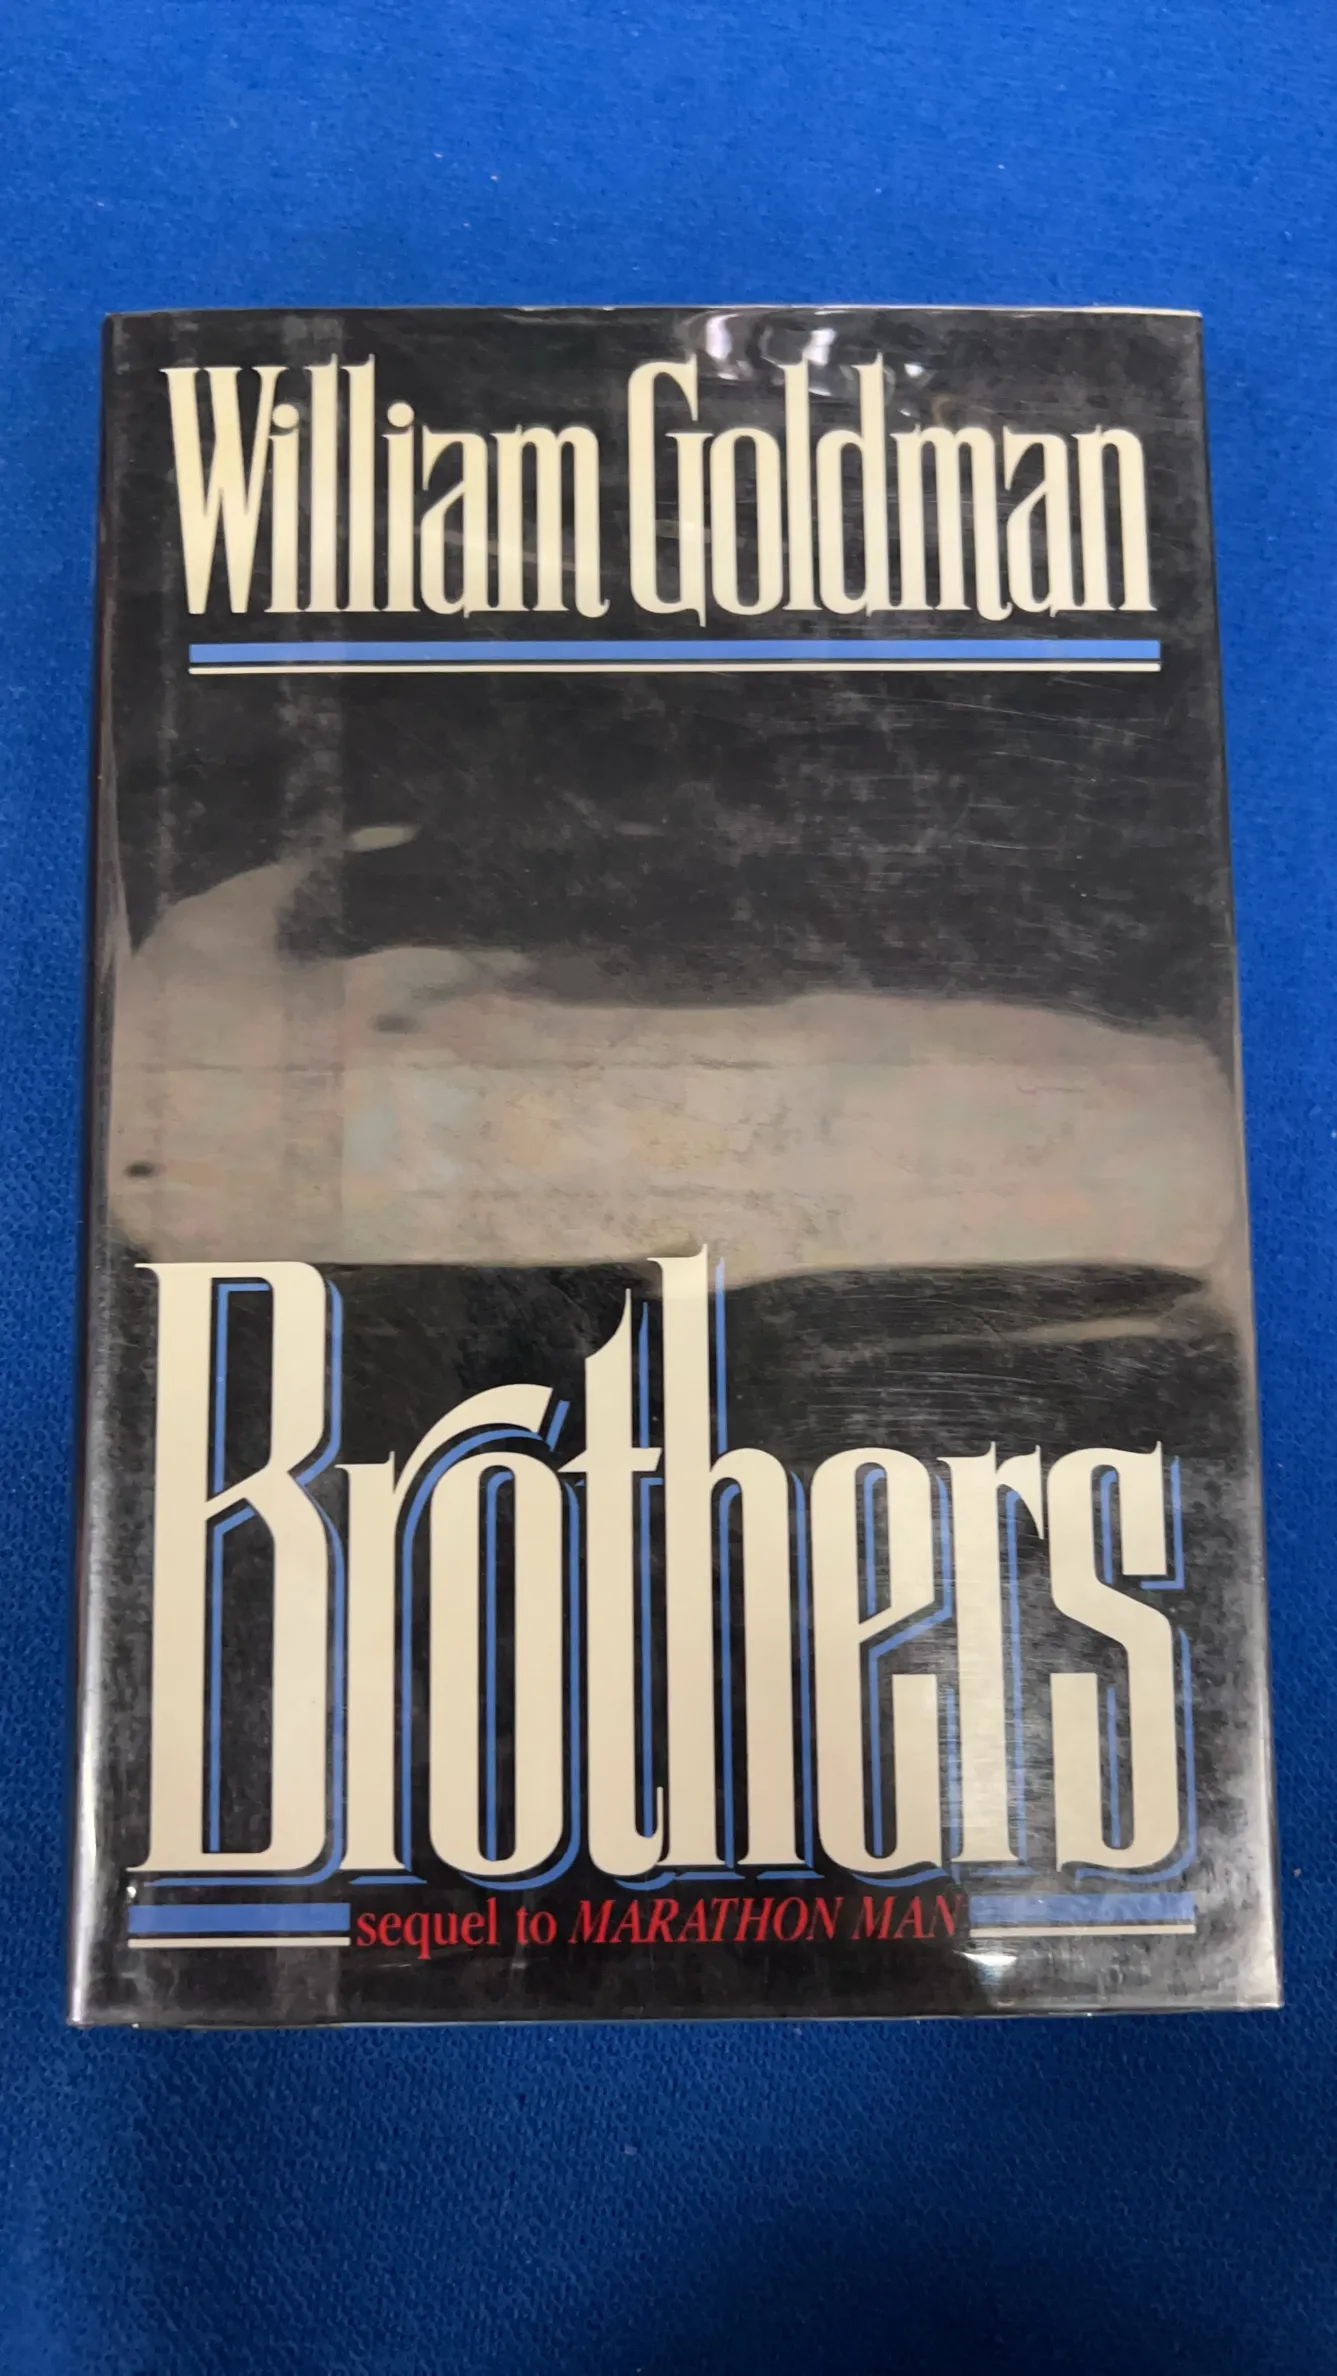 William Goldman
Brothers
sequel to MARATHON MAN